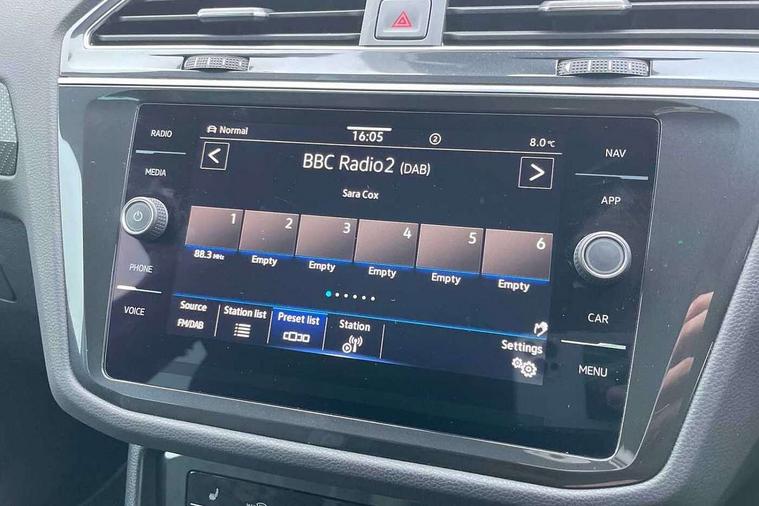 RADIO
MEDIA
PHONE
VOICE
Normal
16:05
2
8.0 °C
< BBC Radio2 (DAB) >
Sara Cox
1 2 3 4 5 6
88.3 MHz Empty Empty Empty Empty Empty
Source
FM/DAB
Station list
Preset list
Station
Settings
NAV
APP
CAR
MENU